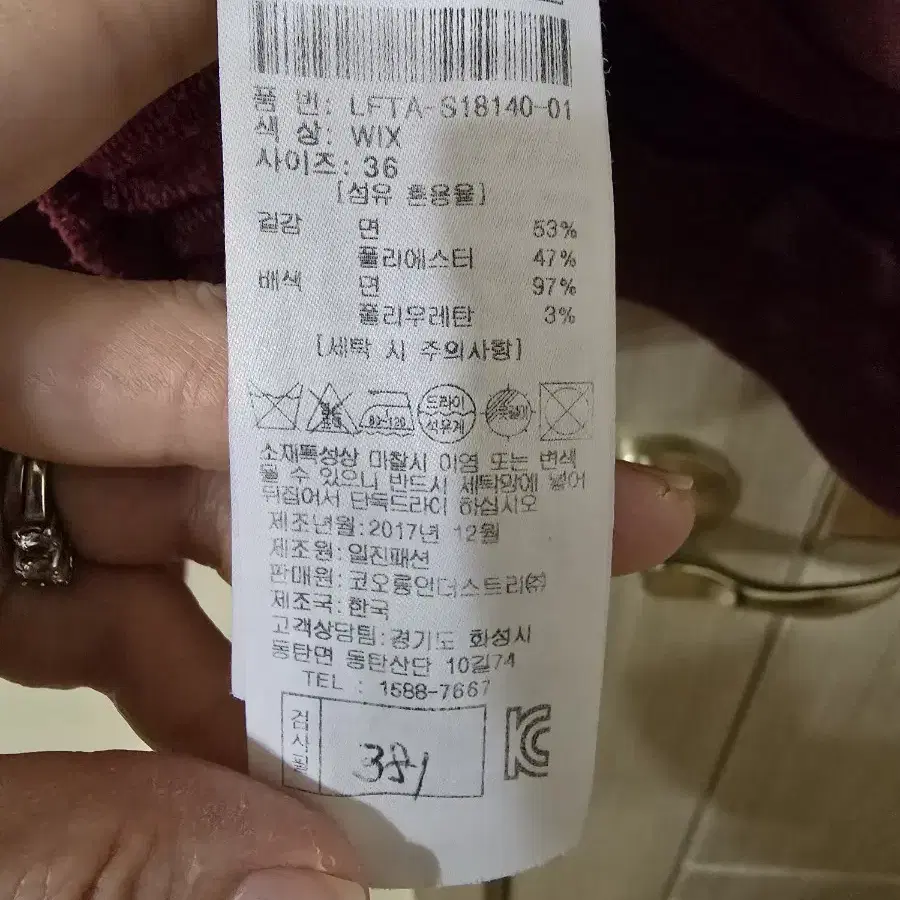 품 번: LFTA-S18140-01
색 상: WIX
사이즈: 36
[섬유 혼용율]
겉감 면 53%
폴리에스터 47%
배색 면 97%
폴리우레탄 3%
[세탁 시 주의사항]
80~120 드라이 석유계
소재특성상 마찰시 이염 또는 변색
될 수 있으니 반드시 세탁망에 넣어
뒤집어서 단독드라이 하십시오
제조년월:2017년 12월
제조원:일진패션
판매원:코오롱인더스트리㈜
제조국:한국
고객상담팀:경기도 화성시
동탄면 동탄산단 10길74
TEL : 1588-7667
검사필